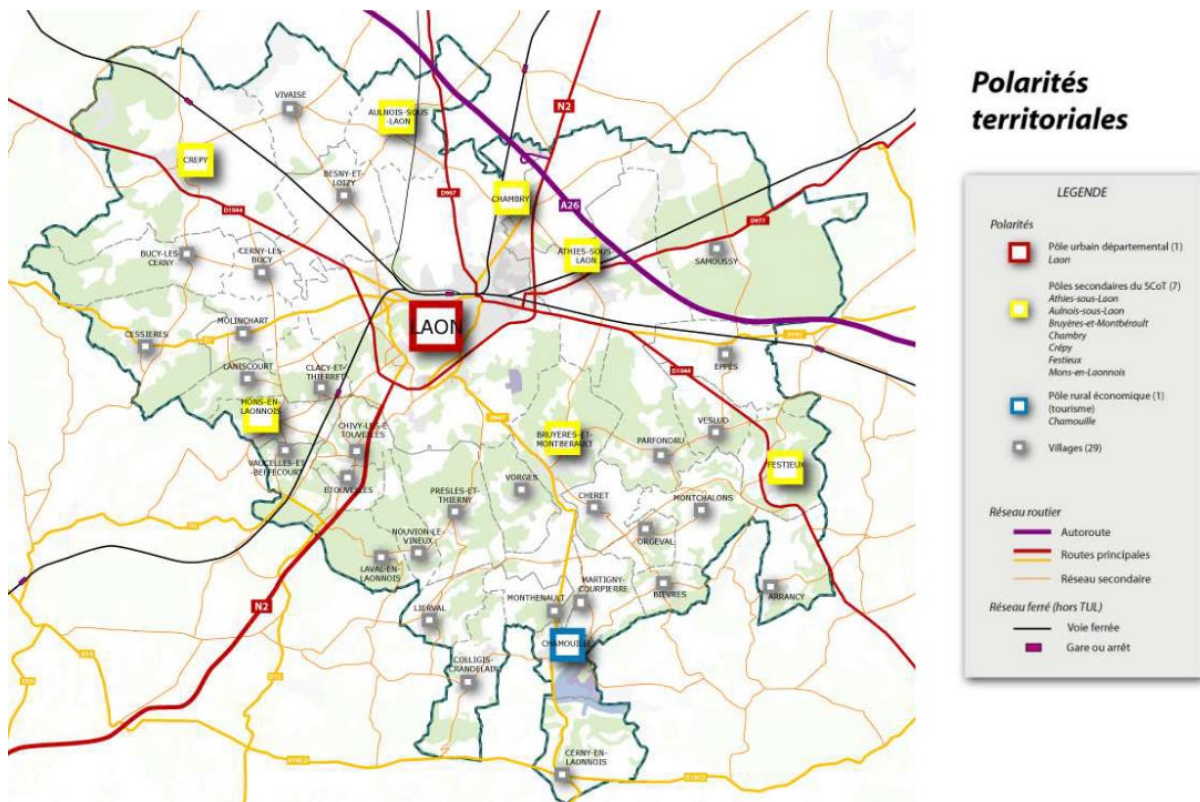 Polarités
territoriales
LEGENDE
Polarités
Pôle urbain départemental (1)
Laon
Pôles secondaires du SCoT (7)
Athies-sous-Laon
Aulnois-sous-Laon
Bruyères-et-Montbérault
Chambry
Crépy
Festieux
Mons-en-Laonnois
Pôle rural économique (1)
(tourisme)
Chamouille
Villages (29)
Réseau routier
Autoroute
Routes principales
Réseau secondaire
Réseau ferré (hors TUL)
Voie ferrée
Gare ou arrêt
VIVAISE
AULNOIS-SOUS
-LAON
N2
CREPY
BESNY-ET-
LOIZY
D967
CHAMBRY
A26
D1044
D977
BUCY-LES-
CERNY
CERNY-LES-
BUCY
ATHIES-SOUS-
LAON
SAMOUSSY
LAON
CESSIERES
MOLINCHART
LANISCOURT
CLACY-ET-
THIERRET
EPPES
D1044
MONS-EN-
LAONNOIS
CHIVY-LES-E
TOUVELLES
BRUYERES-ET-
MONTBERAULT
VESLUD
PARFONDRU
VAUCELLES-ET-
-BEFFECOURT
FESTIEUX
ETOUVELLES
VORGES
PRESLES-ET-
THIERNY
CHERET
MONTCHALONS
NOUVION-LE-
VINEUX
ORGEVAL
LAVAL-EN-
LAONNOIS
MARTIGNY-
COURPIERRE
BIEVRES
ARRANCY
N2
LIERVAL
MONTHENAULT
CHAMOUILLE
COLLIGIS-
CRANDELAIN
CERNY-EN-
LAONNOIS